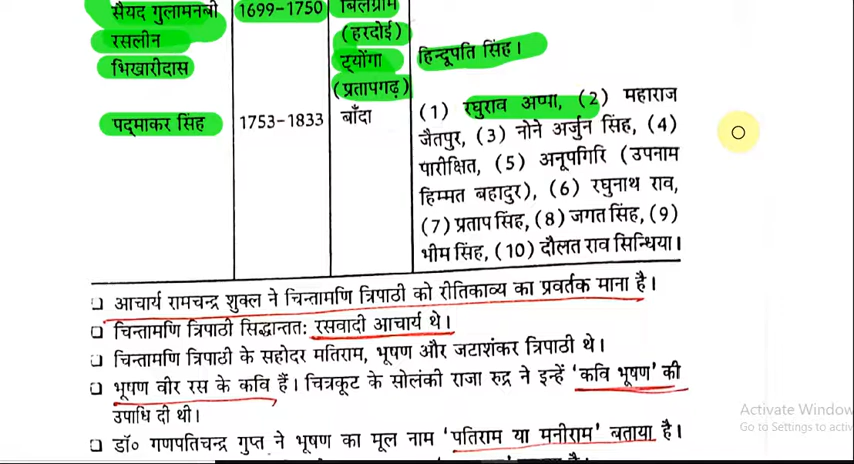 सैयद गुलामनबी 1699-1750 बिलग्राम
रसलीन (हरदोई)
भिखारीदास ट्योंगा हिन्दूपति सिंह।
(प्रतापगढ़)
पद्माकर सिंह 1753-1833 बाँदा (1) रघुराव अप्पा, (2) महाराज
जैतपुर, (3) नोने अर्जुन सिंह, (4)
पारीक्षित, (5) अनूपगिरि (उपनाम
हिम्मत बहादुर), (6) रघुनाथ राव,
(7) प्रताप सिंह, (8) जगत सिंह, (9)
भीम सिंह, (10) दौलत राव सिन्धिया।
❑ आचार्य रामचन्द्र शुक्ल ने चिन्तामणि त्रिपाठी को रीतिकाव्य का प्रवर्तक माना है।
❑ चिन्तामणि त्रिपाठी सिद्धान्ततः रसवादी आचार्य थे।
❑ चिन्तामणि त्रिपाठी के सहोदर मतिराम, भूषण और जटाशंकर त्रिपाठी थे।
❑ भूषण वीर रस के कवि हैं। चित्रकूट के सोलंकी राजा रुद्र ने इन्हें 'कवि भूषण' की
उपाधि दी थी।
❑ डॉ० गणपतिचन्द्र गुप्त ने भूषण का मूल नाम 'पतिराम या मनीराम' बताया है।
Activate Window
Go to Settings to activ